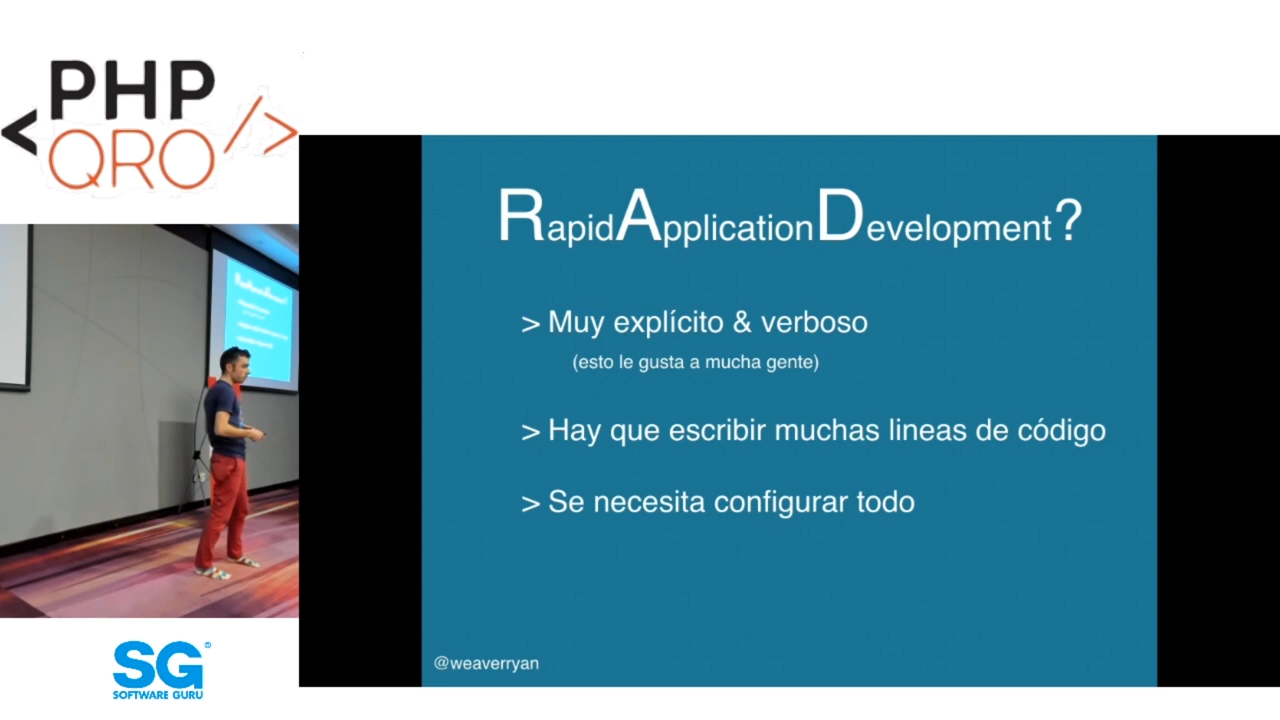 <PHP
QRO/>
RapidApplicationDevelopment?
> Muy explícito & verboso
(esto le gusta a mucha gente)
> Hay que escribir muchas lineas de código
> Se necesita configurar todo
@weaverryan
SG®
SOFTWARE GURU